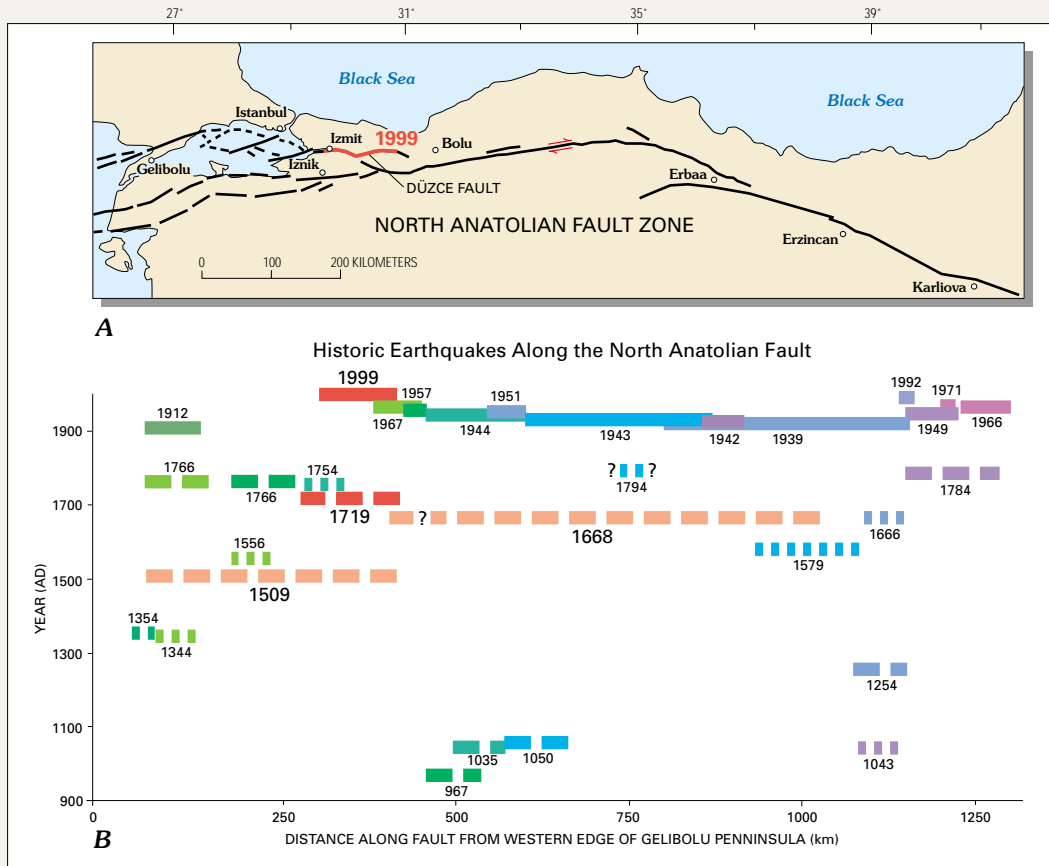 27° 31° 35° 39°
Black Sea
Black Sea
Istanbul
Izmit
1999
Bolu
Gelibolu
Iznik
DÜZCE FAULT
Erbaa
NORTH ANATOLIAN FAULT ZONE
Erzincan
0 100 200 KILOMETERS
Karliova
A
Historic Earthquakes Along the North Anatolian Fault
1999
1957
1951
1992
1971
1912
1967
1944
1943
1942
1939
1949
1966
1900
1766
1766
1754
? ?
1794
1784
1700
1719
?
1668
1666
1556
1579
1500
1509
1354
1344
1300
1254
1100
1035
1050
1043
967
900
YEAR (AD)
0 250 500 750 1000 1250
B
DISTANCE ALONG FAULT FROM WESTERN EDGE OF GELIBOLU PENNINSULA (km)